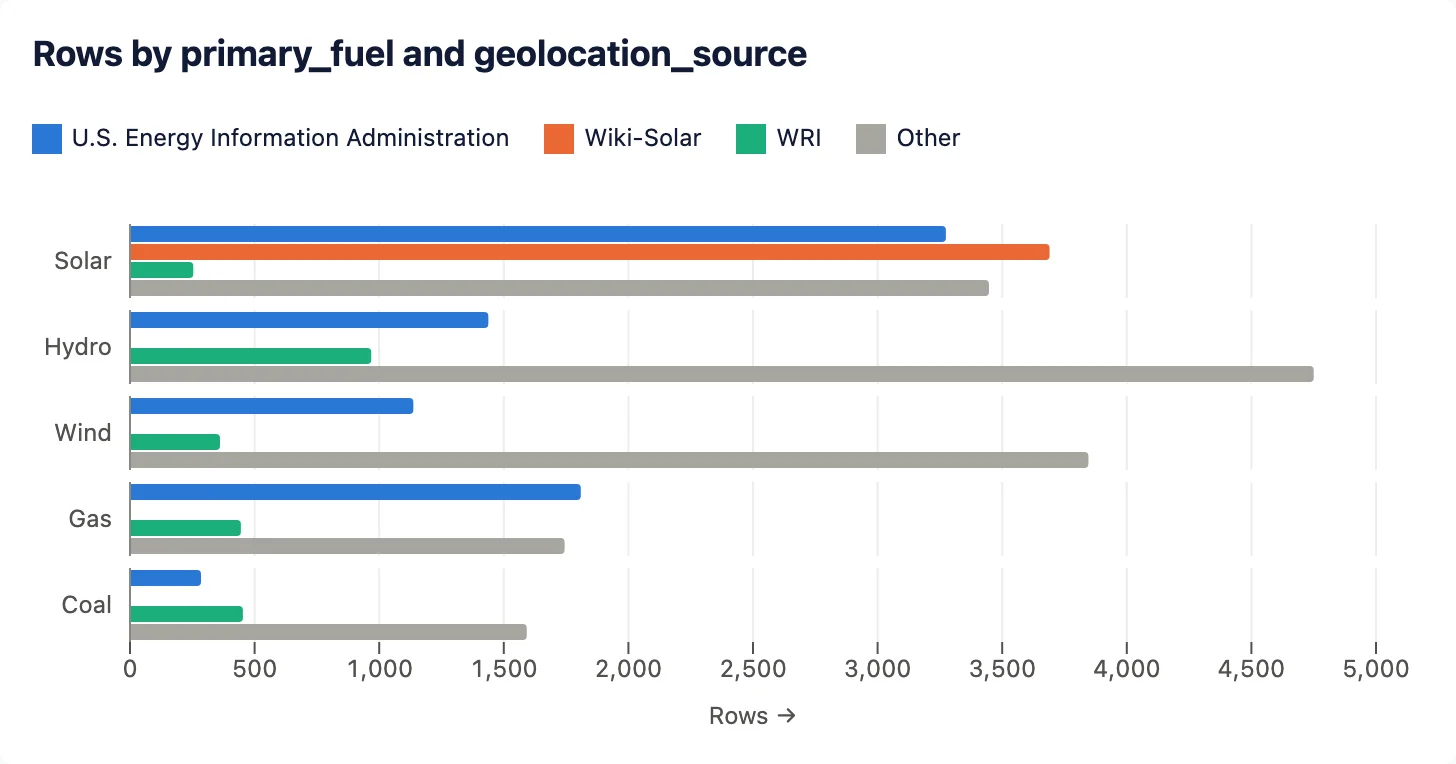 Rows by primary_fuel and geolocation_source
U.S. Energy Information Administration Wiki-Solar WRI Other
Solar
Hydro
Wind
Gas
Coal
0 500 1,000 1,500 2,000 2,500 3,000 3,500 4,000 4,500 5,000
Rows →